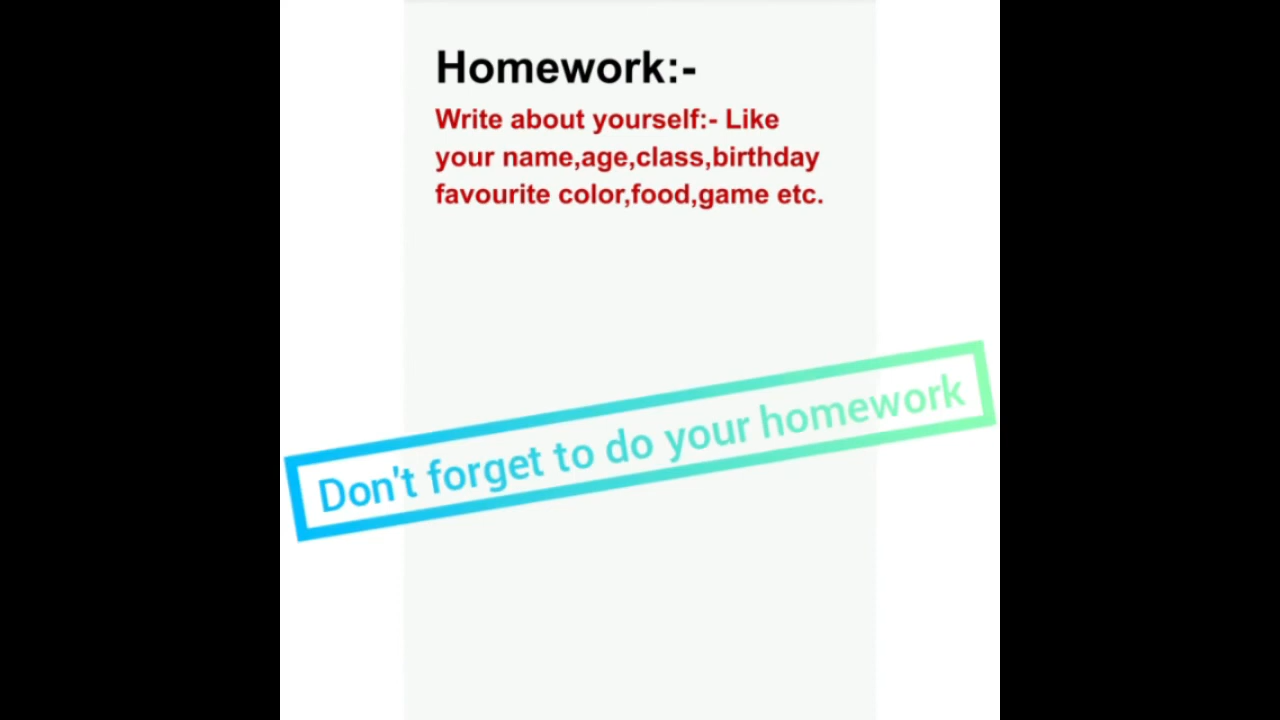 Homework:-
Write about yourself:- Like
your name,age,class,birthday
favourite color,food,game etc.
Don't forget to do your homework